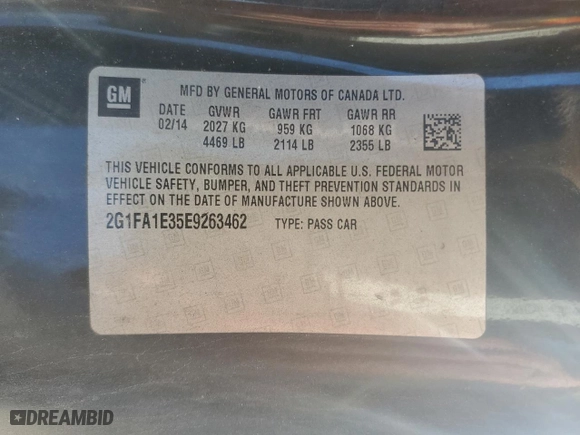 GM
MFD BY GENERAL MOTORS OF CANADA LTD.
DATE GVWR GAWR FRT GAWR RR
02/14 2027 KG 959 KG 1068 KG
4469 LB 2114 LB 2355 LB
THIS VEHICLE CONFORMS TO ALL APPLICABLE U.S. FEDERAL MOTOR
VEHICLE SAFETY, BUMPER, AND THEFT PREVENTION STANDARDS IN
EFFECT ON THE DATE OF MANUFACTURE SHOWN ABOVE.
2G1FA1E35E9263462 TYPE: PASS CAR
DREAMBID